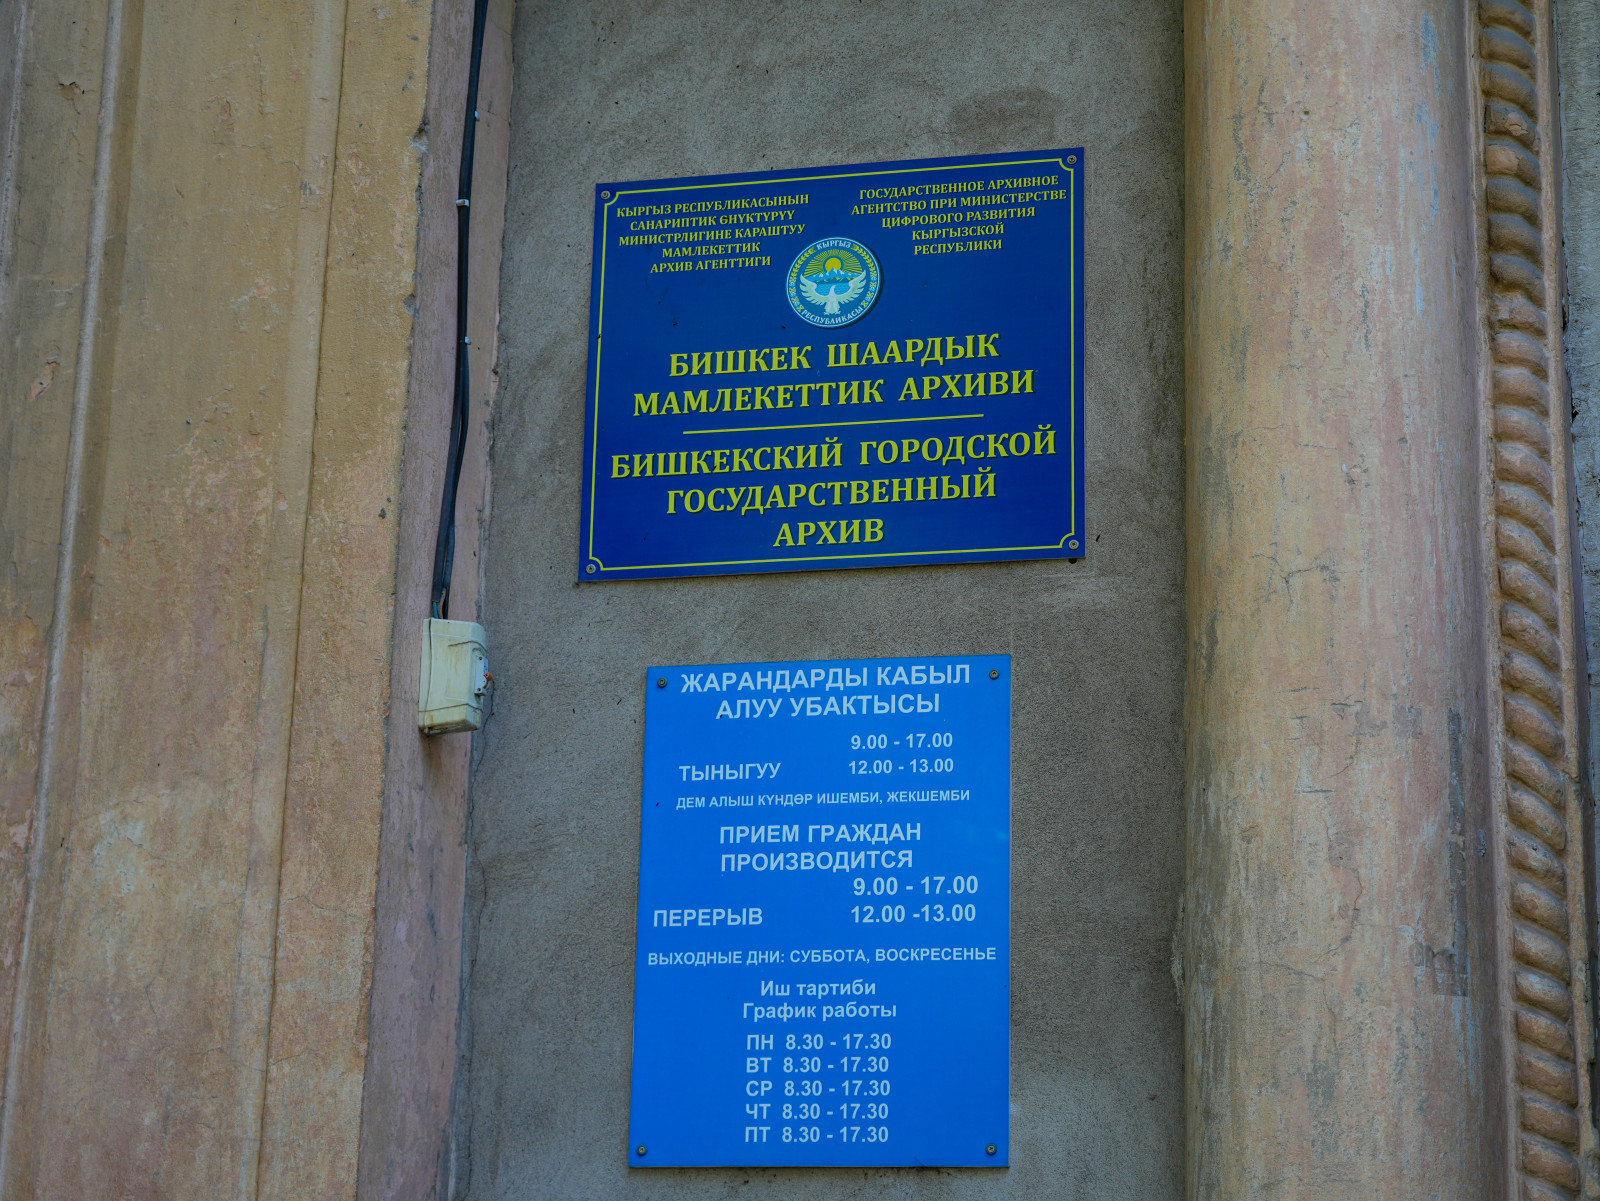 КЫРГЫЗ РЕСПУБЛИКАСЫНЫН
САНАРИПТИК ӨНҮКТҮРҮҮ
МИНИСТРЛИГИНЕ КАРАШТУУ
МАМЛЕКЕТТИК
АРХИВ АГЕНТТИГИ
ГОСУДАРСТВЕННОЕ АРХИВНОЕ
АГЕНТСТВО ПРИ МИНИСТЕРСТВЕ
ЦИФРОВОГО РАЗВИТИЯ
КЫРГЫЗСКОЙ
РЕСПУБЛИКИ
КЫРГЫЗ
РЕСПУБЛИКАСЫ
БИШКЕК ШААРДЫК
МАМЛЕКЕТТИК АРХИВИ
БИШКЕКСКИЙ ГОРОДСКОЙ
ГОСУДАРСТВЕННЫЙ
АРХИВ
ЖАРАНДАРДЫ КАБЫЛ
АЛУУ УБАКТЫСЫ
9.00 - 17.00
ТЫНЫГУУ 12.00 - 13.00
ДЕМ АЛЫШ КҮНДӨР ИШЕМБИ, ЖЕКШЕМБИ
ПРИЕМ ГРАЖДАН
ПРОИЗВОДИТСЯ
9.00 - 17.00
ПЕРЕРЫВ 12.00 -13.00
ВЫХОДНЫЕ ДНИ: СУББОТА, ВОСКРЕСЕНЬЕ
Иш тартиби
График работы
ПН 8.30 - 17.30
ВТ 8.30 - 17.30
СР 8.30 - 17.30
ЧТ 8.30 - 17.30
ПТ 8.30 - 17.30